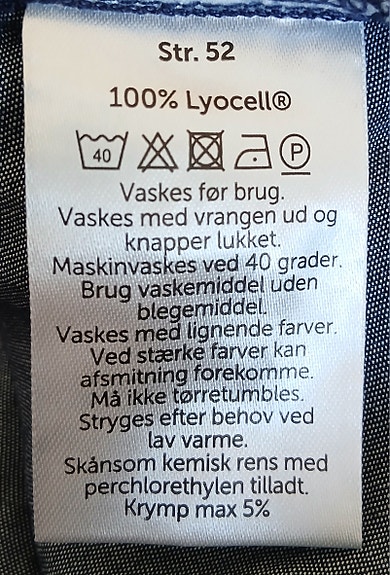 Str. 52
100% Lyocell®
40 P
Vaskes før brug.
Vaskes med vrangen ud og
knapper lukket.
Maskinvaskes ved 40 grader.
Brug vaskemiddel uden
blegemiddel.
Vaskes med lignende farver.
Ved stærke farver kan
afsmitning forekomme.
Må ikke tørretumbles.
Stryges efter behov ved
lav varme.
Skånsom kemisk rens med
perchlorethylen tilladt.
Krymp max 5%